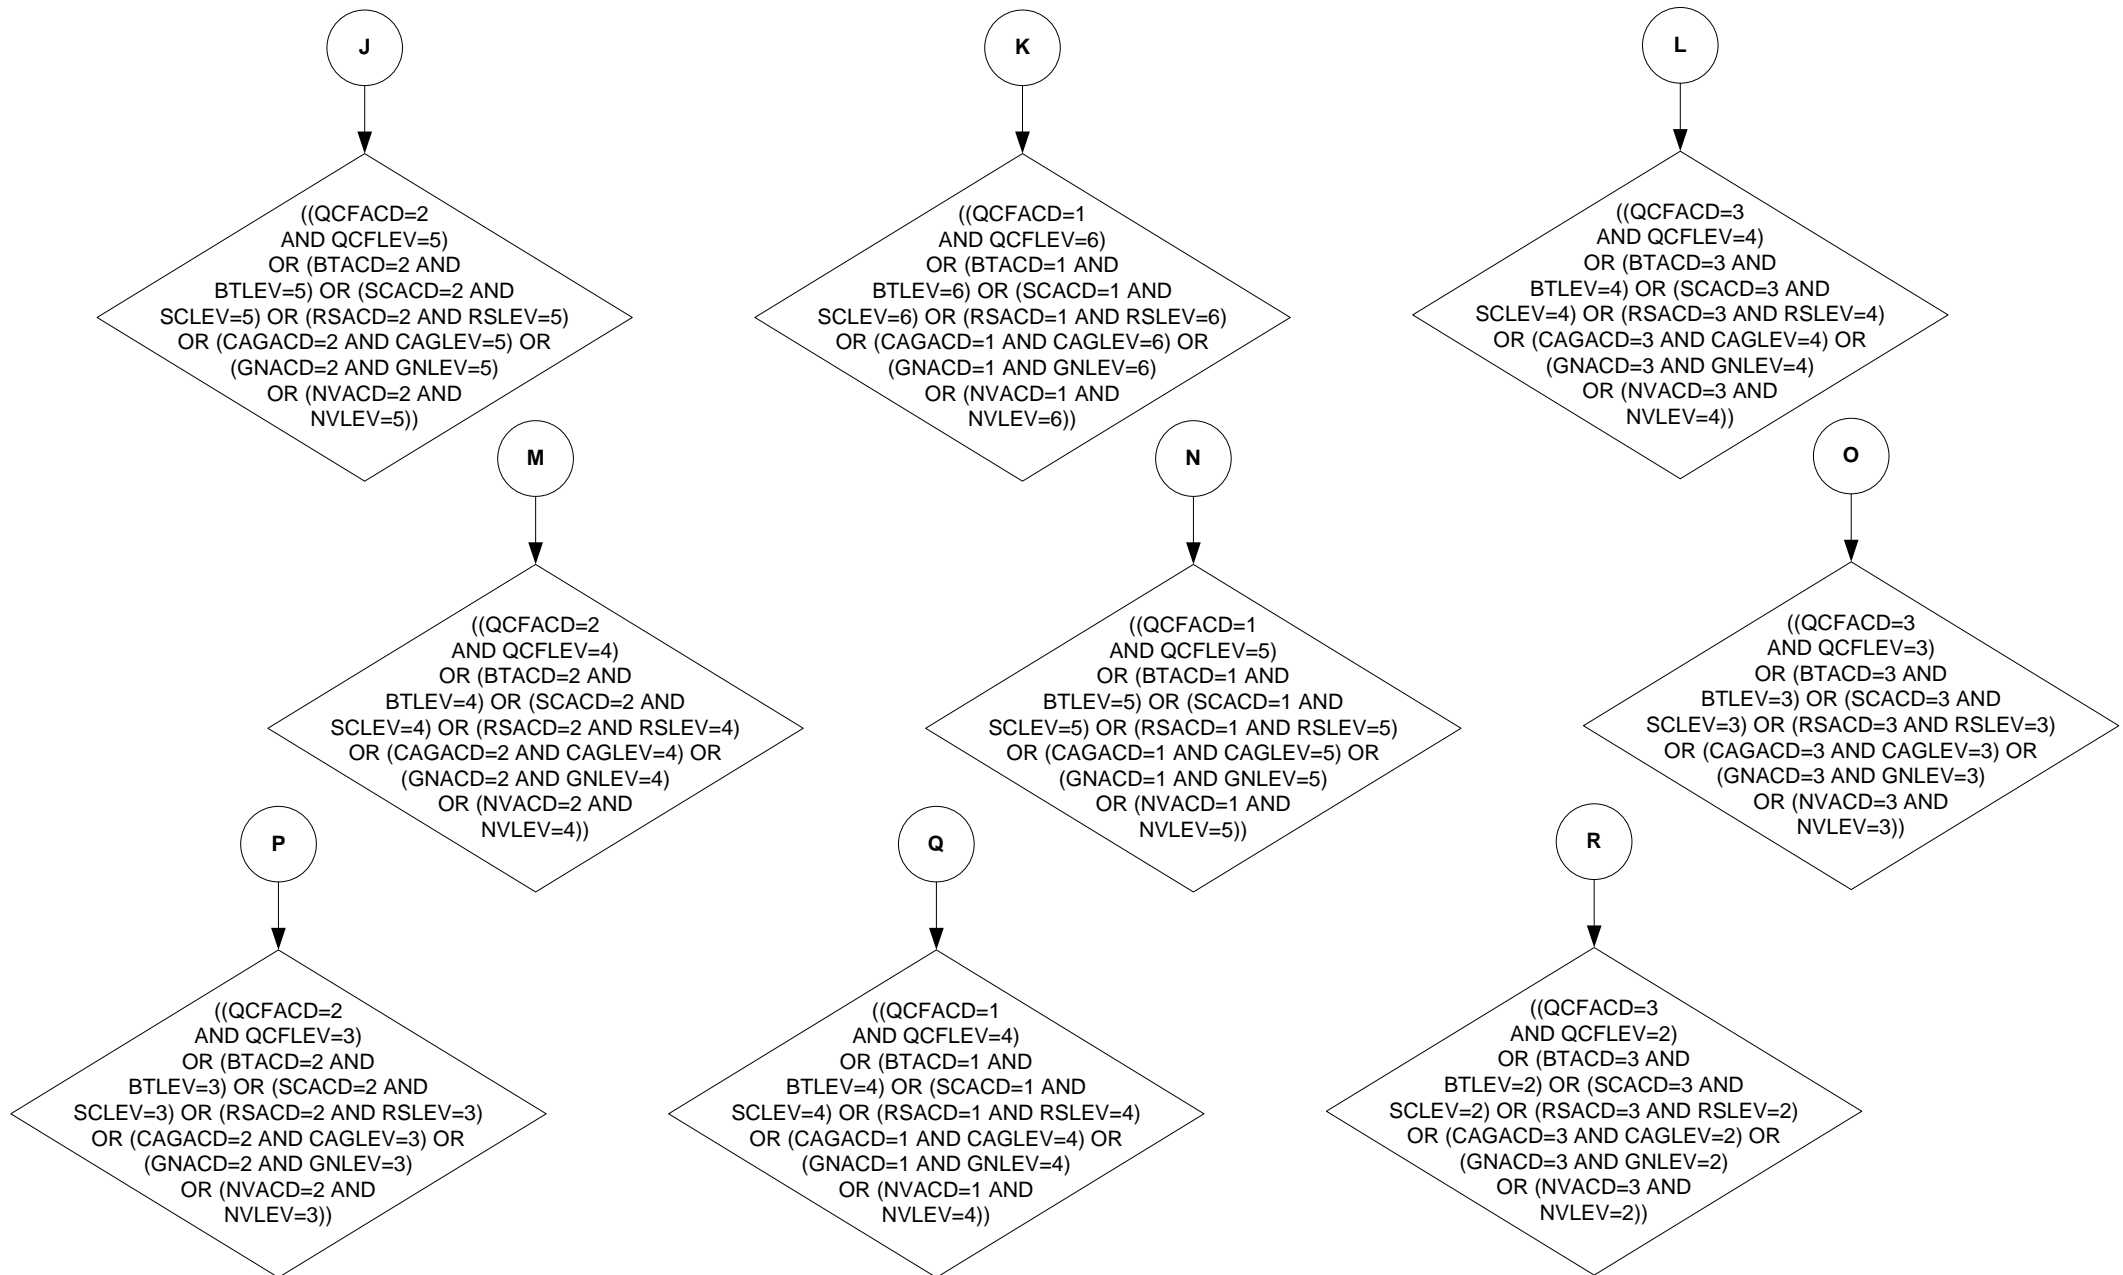 J
((QCFACD=2
AND QCFLEV=5)
OR (BTACD=2 AND
BTLEV=5) OR (SCACD=2 AND
SCLEV=5) OR (RSACD=2 AND RSLEV=5)
OR (CAGACD=2 AND CAGLEV=5) OR
(GNACD=2 AND GNLEV=5)
OR (NVACD=2 AND
NVLEV=5))
K
((QCFACD=1
AND QCFLEV=6)
OR (BTACD=1 AND
BTLEV=6) OR (SCACD=1 AND
SCLEV=6) OR (RSACD=1 AND RSLEV=6)
OR (CAGACD=1 AND CAGLEV=6) OR
(GNACD=1 AND GNLEV=6)
OR (NVACD=1 AND
NVLEV=6))
L
((QCFACD=3
AND QCFLEV=4)
OR (BTACD=3 AND
BTLEV=4) OR (SCACD=3 AND
SCLEV=4) OR (RSACD=3 AND RSLEV=4)
OR (CAGACD=3 AND CAGLEV=4) OR
(GNACD=3 AND GNLEV=4)
OR (NVACD=3 AND
NVLEV=4))
M
((QCFACD=2
AND QCFLEV=4)
OR (BTACD=2 AND
BTLEV=4) OR (SCACD=2 AND
SCLEV=4) OR (RSACD=2 AND RSLEV=4)
OR (CAGACD=2 AND CAGLEV=4) OR
(GNACD=2 AND GNLEV=4)
OR (NVACD=2 AND
NVLEV=4))
N
((QCFACD=1
AND QCFLEV=5)
OR (BTACD=1 AND
BTLEV=5) OR (SCACD=1 AND
SCLEV=5) OR (RSACD=1 AND RSLEV=5)
OR (CAGACD=1 AND CAGLEV=5) OR
(GNACD=1 AND GNLEV=5)
OR (NVACD=1 AND
NVLEV=5))
O
((QCFACD=3
AND QCFLEV=3)
OR (BTACD=3 AND
BTLEV=3) OR (SCACD=3 AND
SCLEV=3) OR (RSACD=3 AND RSLEV=3)
OR (CAGACD=3 AND CAGLEV=3) OR
(GNACD=3 AND GNLEV=3)
OR (NVACD=3 AND
NVLEV=3))
P
((QCFACD=2
AND QCFLEV=3)
OR (BTACD=2 AND
BTLEV=3) OR (SCACD=2 AND
SCLEV=3) OR (RSACD=2 AND RSLEV=3)
OR (CAGACD=2 AND CAGLEV=3) OR
(GNACD=2 AND GNLEV=3)
OR (NVACD=2 AND
NVLEV=3))
Q
((QCFACD=1
AND QCFLEV=4)
OR (BTACD=1 AND
BTLEV=4) OR (SCACD=1 AND
SCLEV=4) OR (RSACD=1 AND RSLEV=4)
OR (CAGACD=1 AND CAGLEV=4) OR
(GNACD=1 AND GNLEV=4)
OR (NVACD=1 AND
NVLEV=4))
R
((QCFACD=3
AND QCFLEV=2)
OR (BTACD=3 AND
BTLEV=2) OR (SCACD=3 AND
SCLEV=2) OR (RSACD=3 AND RSLEV=2)
OR (CAGACD=3 AND CAGLEV=2) OR
(GNACD=3 AND GNLEV=2)
OR (NVACD=3 AND
NVLEV=2))